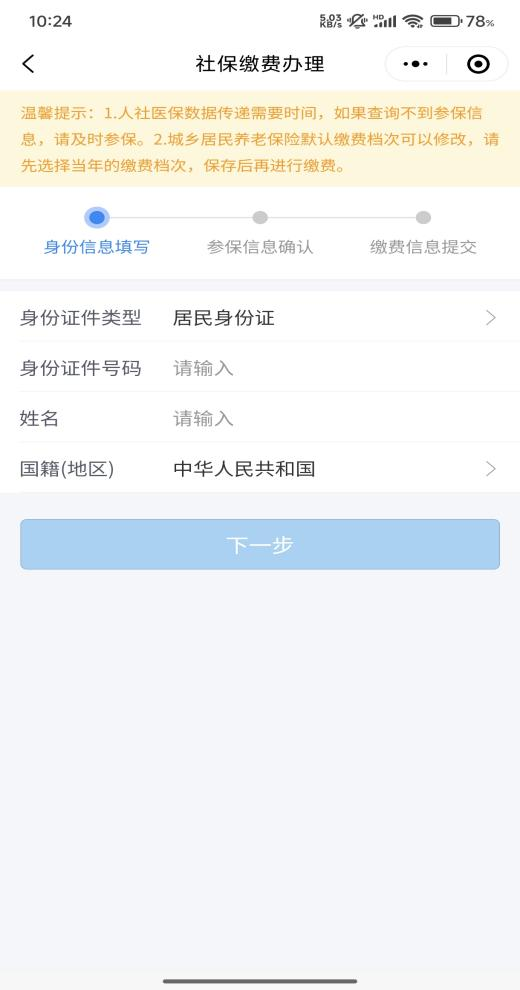 10:24
5.03 KB/s HD 78%
社保缴费办理
温馨提示：1.人社医保数据传递需要时间，如果查询不到参保信
息，请及时参保。2.城乡居民养老保险默认缴费档次可以修改，请
先选择当年的缴费档次，保存后再进行缴费。
身份信息填写 参保信息确认 缴费信息提交
身份证件类型 居民身份证
身份证件号码 请输入
姓名 请输入
国籍(地区) 中华人民共和国
下一步